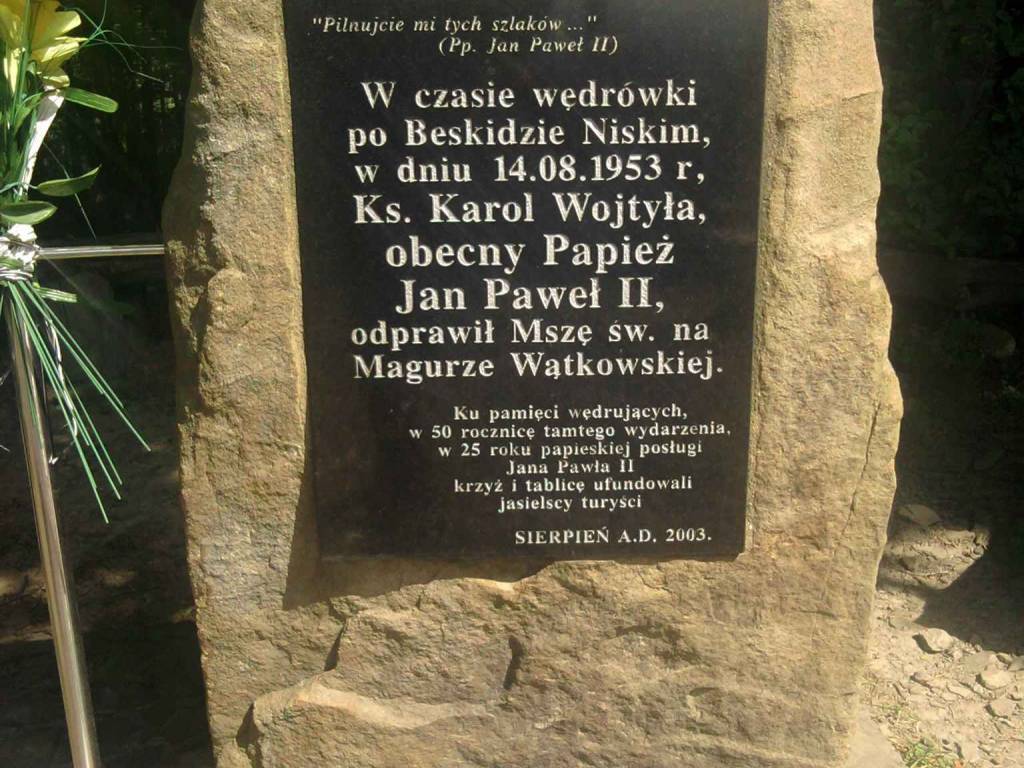 "Pilnujcie mi tych szlaków..."
(Pp. Jan Paweł II)
W czasie wędrówki
po Beskidzie Niskim,
w dniu 14.08.1953 r,
Ks. Karol Wojtyła,
obecny Papież
Jan Paweł II,
odprawił Mszę św. na
Magurze Wątkowskiej.
Ku pamięci wędrujących,
w 50 rocznicę tamtego wydarzenia,
w 25 roku papieskiej posługi
Jana Pawła II
krzyż i tablicę ufundowali
jasielscy turyści
SIERPIEŃ A.D. 2003.